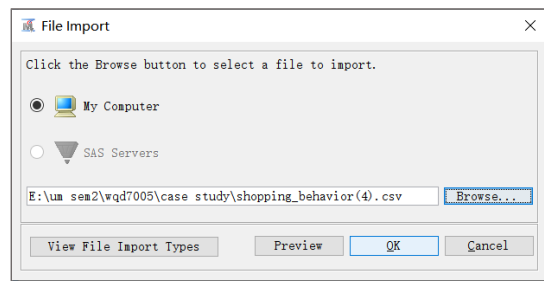 File Import
Click the Browse button to select a file to import.
My Computer
SAS Servers
E:\um sem2\wqd7005\case study\shopping_behavior(4).csv Browse...
View File Import Types Preview OK Cancel